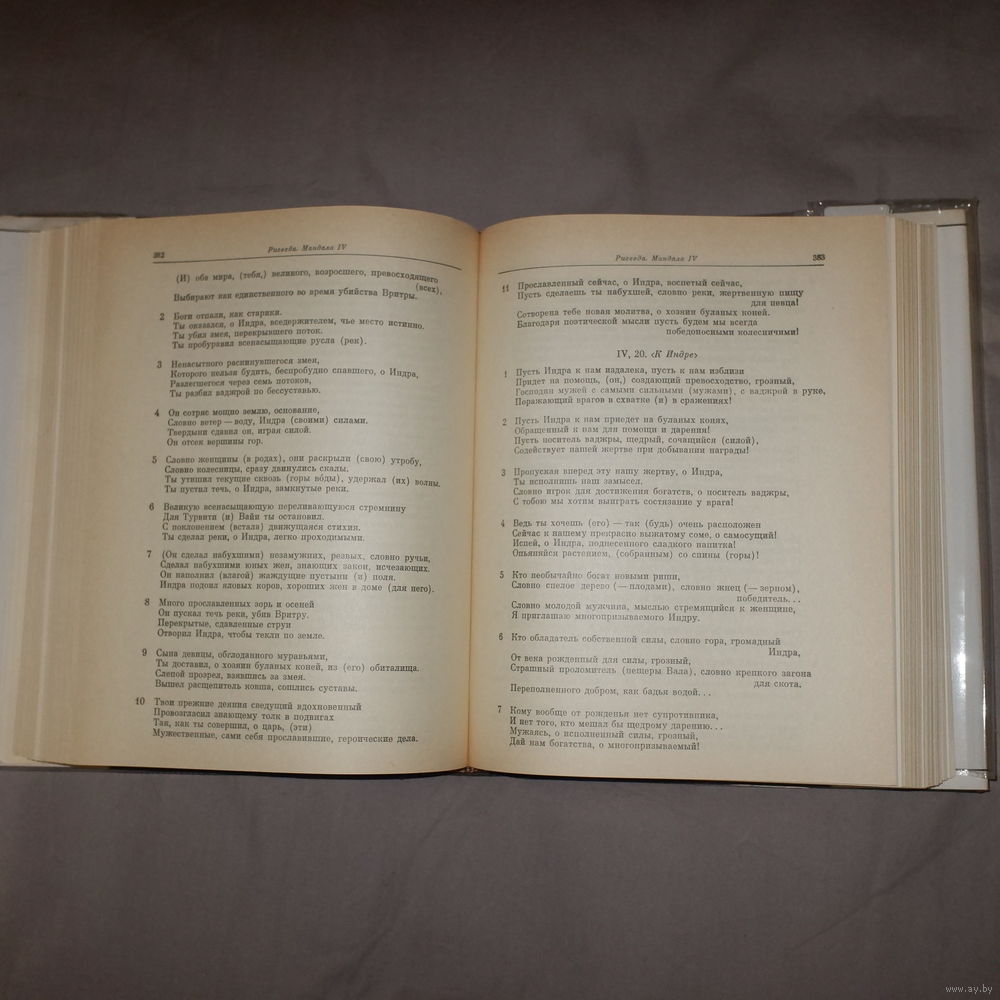 382
Ригведа. Мандала IV
(И) оба мира, (тебя,) великого, возросшего, превосходящего
(всех),
Выбирают как единственного во время убийства Вритры.
2 Боги отпали, как старики.
Ты оказался, о Индра, вседержителем, чье место истинно.
Ты убил змея, перекрывшего поток.
Ты пробуравил всенасыщающие русла (рек).
3 Ненасытного раскинувшегося змея,
Которого нельзя будить, беспробудно спавшего, о Индра,
Разлегшегося через семь потоков,
Ты разбил ваджрой по бессуставью.
4 Он сотряс мощно землю, основание,
Словно ветер — воду, Индра (своими) силами.
Твердыни сдавил он, играя силой.
Он отсек вершины гор.
5 Словно женщины (в родах), они раскрыли (свою) утробу,
Словно колесницы, сразу двинулись скалы.
Ты утишил текущие сквозь (горы во́ды), удержал (их) волны.
Ты пустил течь, о Индра, замкнутые реки.
6 Великую всенасыщающую переливающуюся стремнину
Для Турвити (и) Вайи ты остановил.
С поклонением (встала) движущаяся стихия.
Ты сделал реки, о Индра, легко проходимыми.
7 (Он сделал набухшими) незамужних, резвых, словно ручьи,
Сделал набухшими юных жен, знающих закон, исчезающих.
Он наполнил (влагой) жаждущие пустыни (и) поля.
Индра подоил яловых коров, хороших жен в доме (для него).
8 Много прославленных зорь и осеней
Он пускал течь реки, убив Вритру.
Перекрытые, сдавленные струи
Отворил Индра, чтобы текли по земле.
9 Сына девицы, обглоданного муравьями,
Ты доставил, о хозяин буланых коней, из (его) обиталища.
Слепой прозрел, взявшись за змея.
Вышел расщепитель ковша, сошлись суставы.
10 Твои прежние деяния сведущий вдохновенный
Провозгласил знающему толк в подвигах
Так, как ты совершил, о царь, (эти)
Мужественные, сами себя прославившие, героические дела.
Ригведа. Мандала IV
383
11 Прославленный сейчас, о Индра, воспетый сейчас,
Пусть сделаешь ты набухшей, словно реки, жертвенную пищу
для певца!
Сотворена тебе новая молитва, о хозяин буланых коней.
Благодаря поэтической мысли пусть будем мы всегда
победоносными колесничими!
IV, 20. ‹К Индре›
1 Пусть Индра к нам издалека, пусть к нам изблизи
Придет на помощь, (он,) создающий превосходство, грозный,
Господин мужей с самыми сильными (мужами), с ваджрой в руке,
Поражающий врагов в схватке (и) в сражениях!
2 Пусть Индра к нам приедет на буланых конях,
Обращенный к нам для помощи и дарения!
Пусть носитель ваджры, щедрый, сочащийся (силой),
Содействует нашей жертве при добывании награды!
3 Пропуская вперед эту нашу жертву, о Индра,
Ты исполнишь наш замысел.
Словно игрок для достижения богатств, о носитель ваджры,
С тобою мы хотим выиграть состязание у врага!
4 Ведь ты хочешь (его) — так (будь) очень расположен
Сейчас к нашему прекрасно выжатому соме, о самосущий!
Испей, о Индра, поднесенного сладкого напитка!
Опьянийся растением, (собранным) со спины (горы)!
5 Кто необычайно богат новыми риши,
Словно спелое дерево (— плодами), словно жнец (— зерном),
победитель...
Словно молодой мужчина, мыслью стремящийся к женщине,
Я приглашаю многопризываемого Индру.
6 Кто обладатель собственной силы, словно гора, громадный
Индра,
От века рожденный для силы, грозный,
Страшный проломитель (пещеры Вала), словно крепкого загона
для скота.
Переполненного добром, как бадья водой...
7 Кому вообще от рожденья нет супротивника,
И нет того, кто мешал бы щедрому дарению...
Мужаясь, о исполненный силы, грозный,
Дай нам богатства, о многопризываемый!
www.ay.by